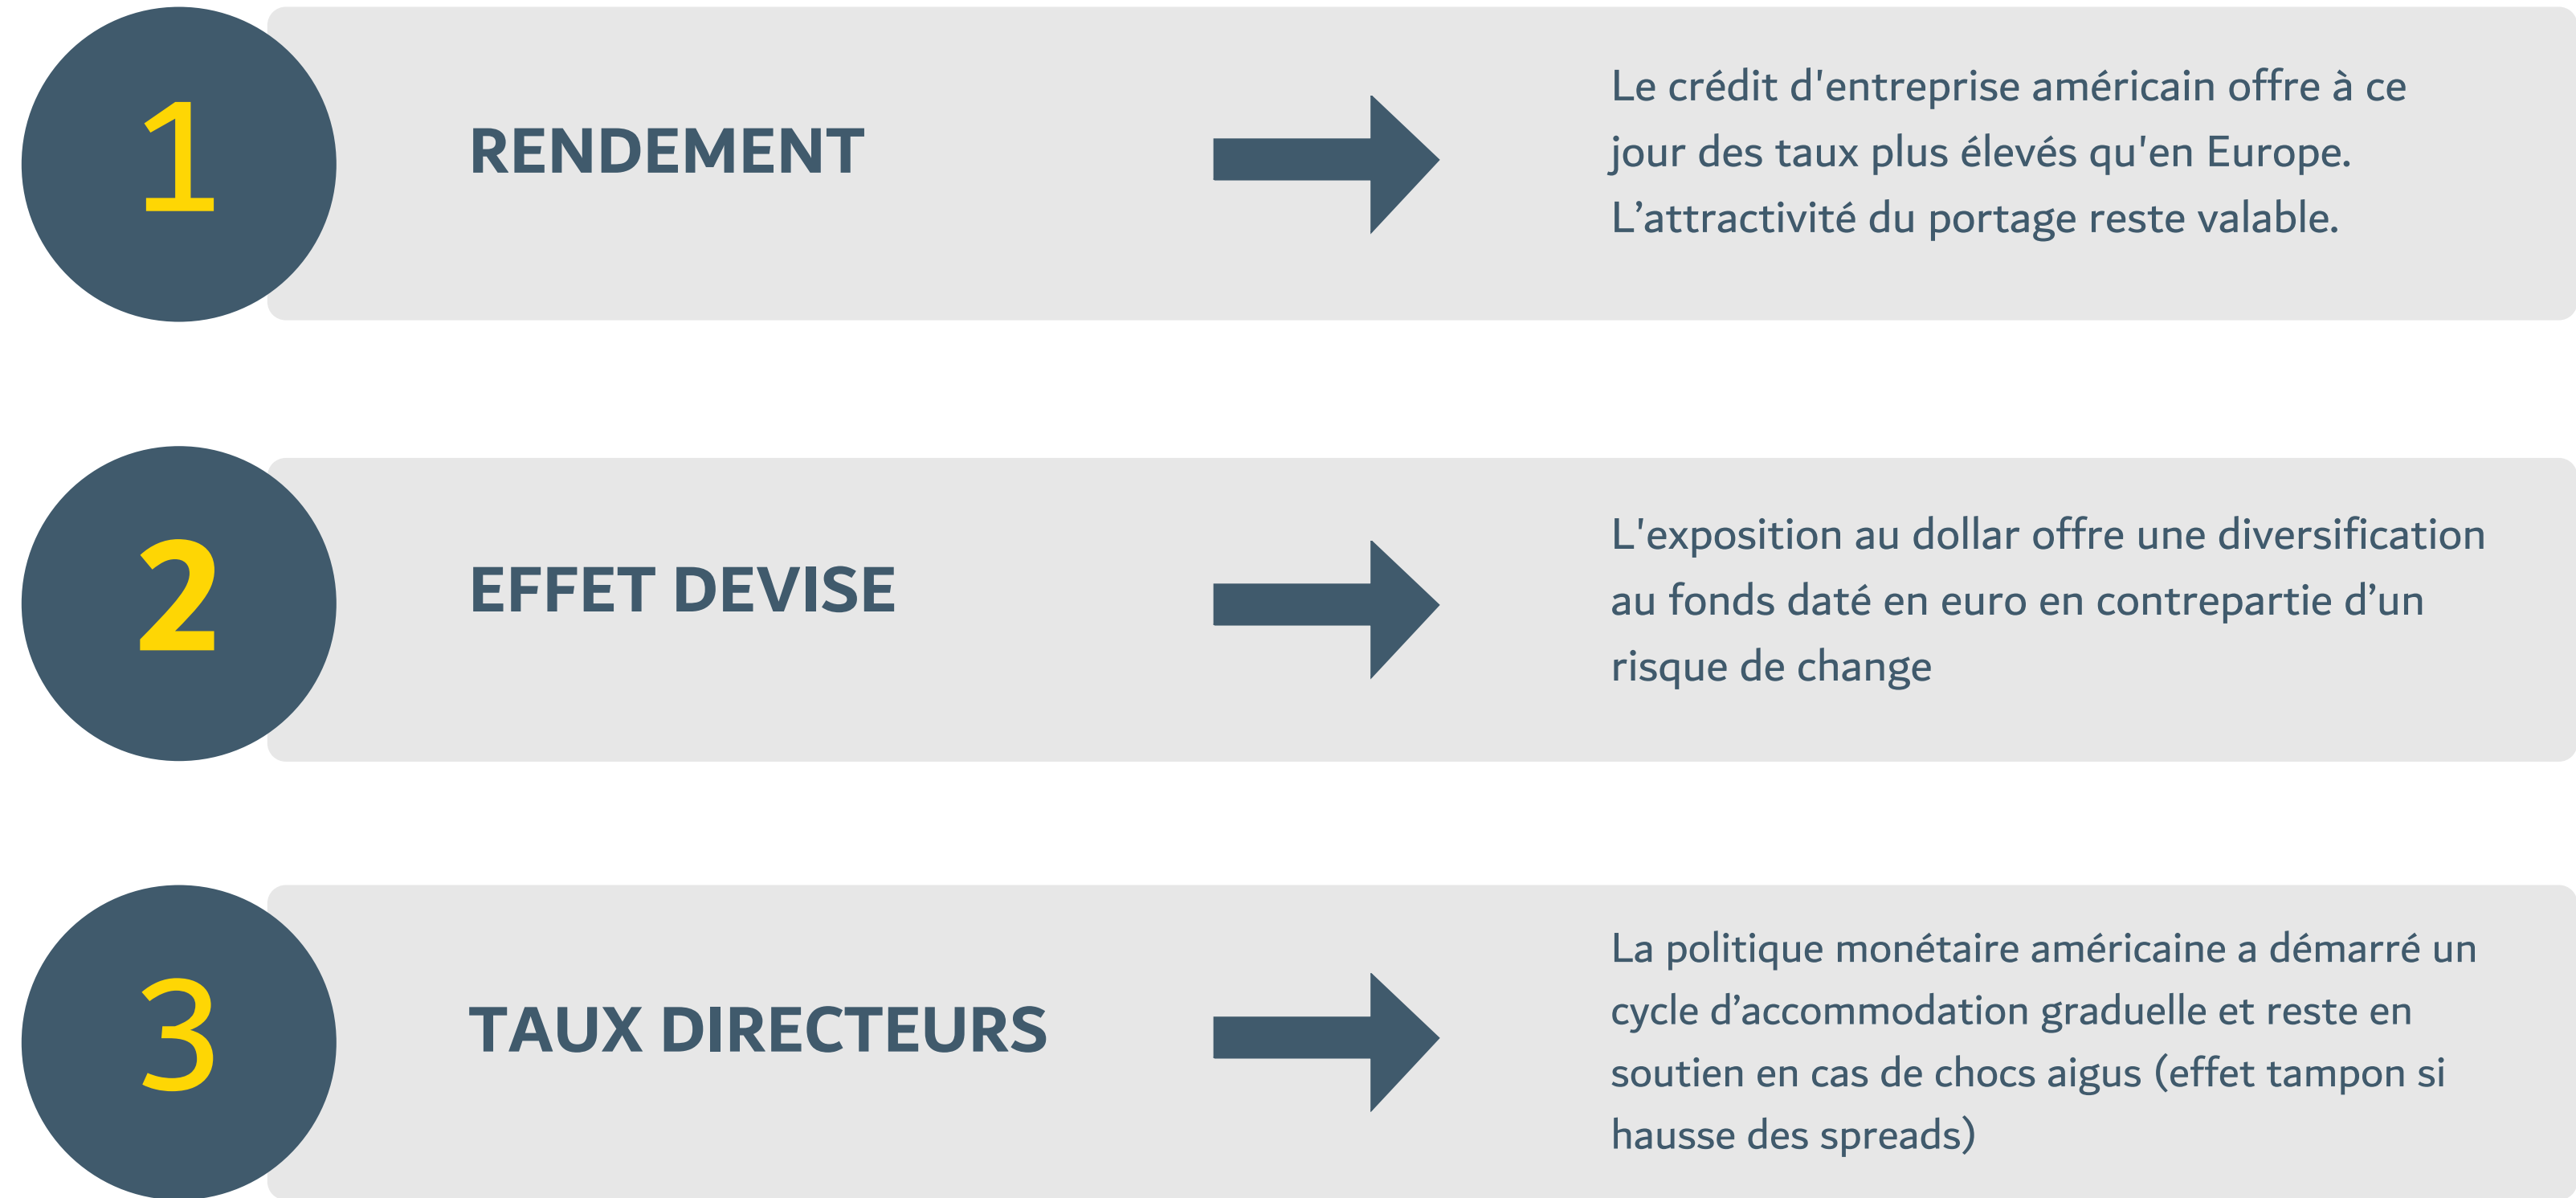 1
RENDEMENT
Le crédit d'entreprise américain offre à ce
jour des taux plus élevés qu'en Europe.
L’attractivité du portage reste valable.
2
EFFET DEVISE
L'exposition au dollar offre une diversification
au fonds daté en euro en contrepartie d’un
risque de change
3
TAUX DIRECTEURS
La politique monétaire américaine a démarré un
cycle d’accommodation graduelle et reste en
soutien en cas de chocs aigus (effet tampon si
hausse des spreads)